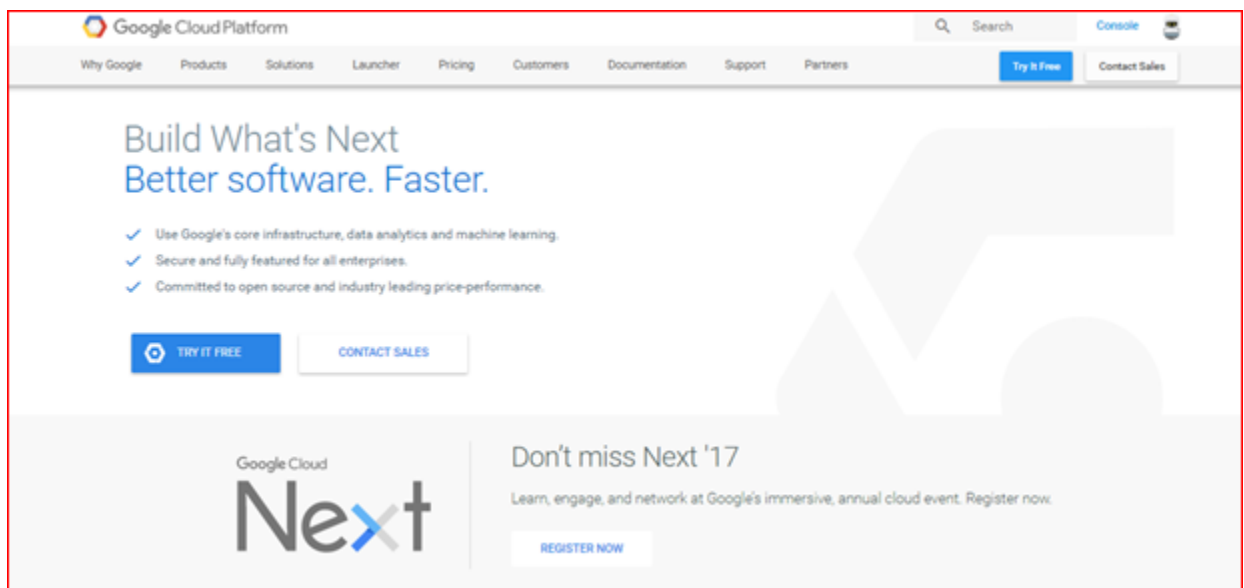 Google Cloud Platform
Search
Console
Why Google
Products
Solutions
Launcher
Pricing
Customers
Documentation
Support
Partners
Try It Free
Contact Sales
Build What's Next
Better software. Faster.
Use Google's core infrastructure, data analytics and machine learning.
Secure and fully featured for all enterprises.
Committed to open source and industry leading price-performance.
TRY IT FREE
CONTACT SALES
Google Cloud
Next
Don't miss Next '17
Learn, engage, and network at Google's immersive, annual cloud event. Register now.
REGISTER NOW